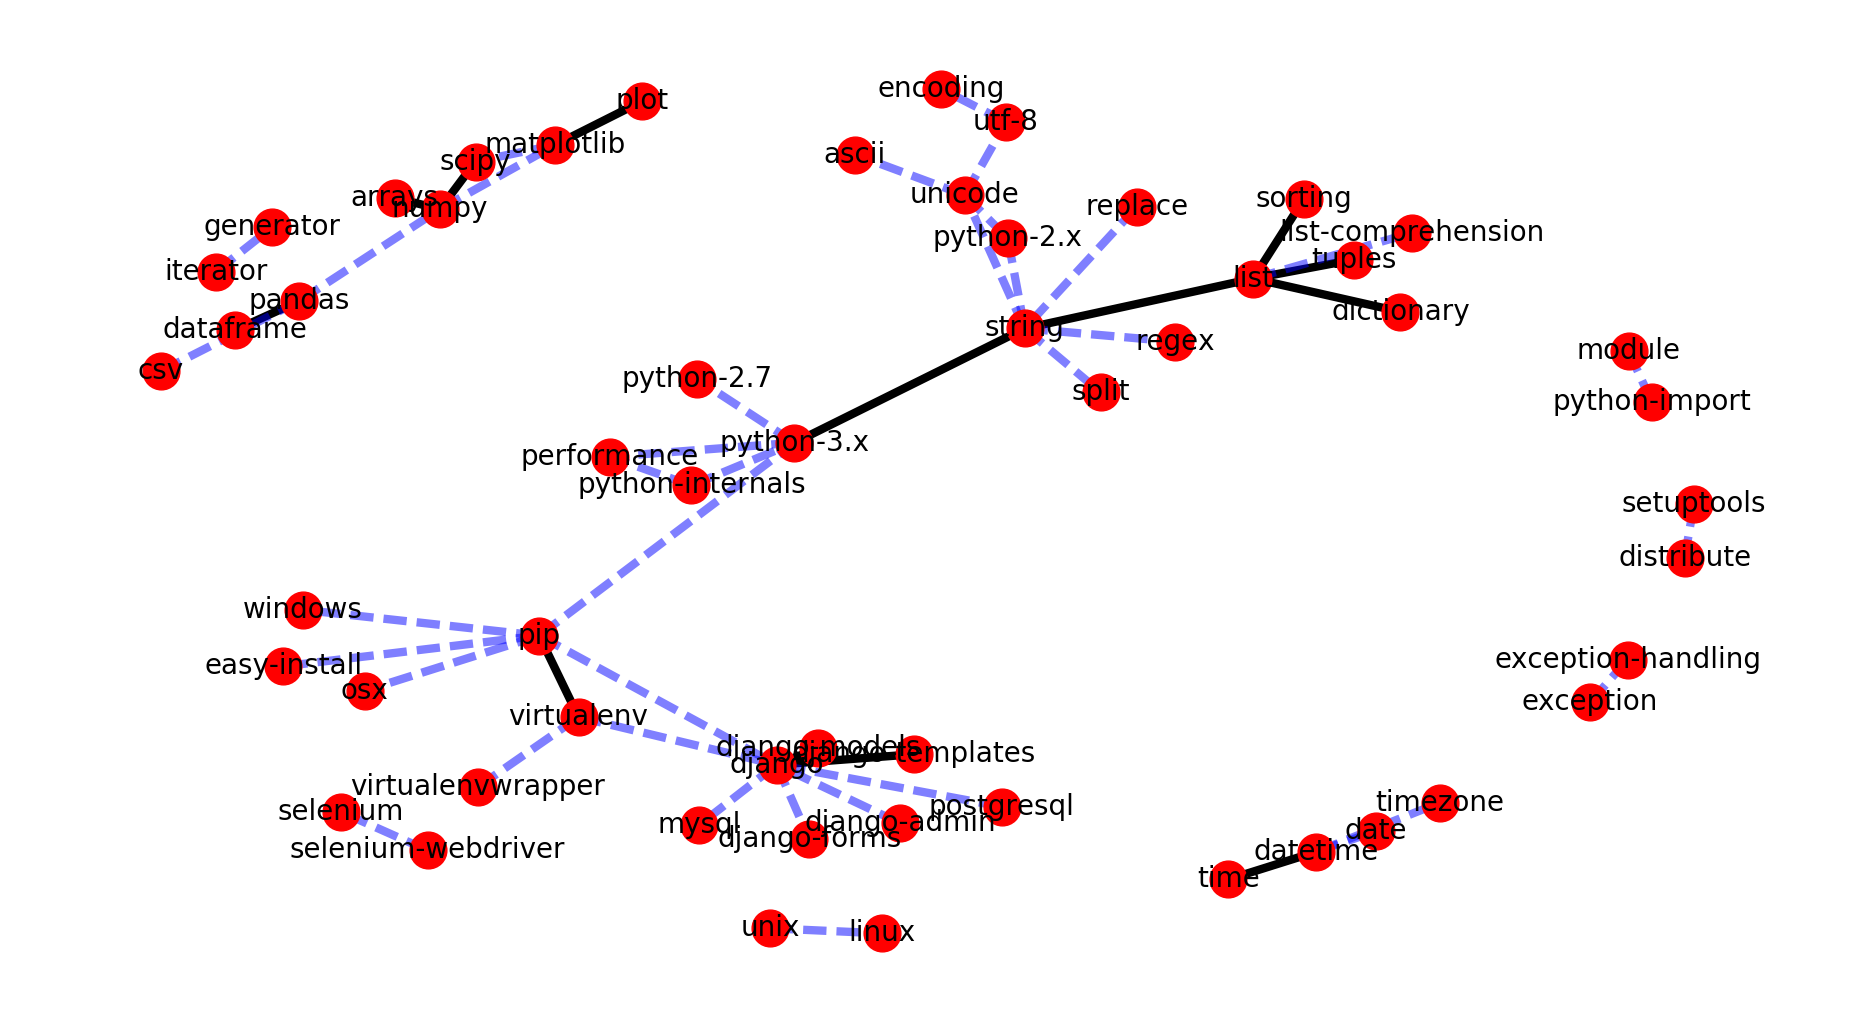 encoding
plot
utf-8
matplotlib
ascii
scipy
unicode
arrays
numpy
replace
sorting
generator
python-2.x
list-comprehension
tuples
iterator
list
pandas
dictionary
dataframe
string
regex
module
csv
python-2.7
split
python-import
python-3.x
performance
python-internals
setuptools
distribute
windows
pip
easy-install
exception-handling
osx
exception
virtualenv
django-models
django-templates
django
virtualenvwrapper
timezone
postgresql
selenium
mysql
django-admin
date
django-forms
selenium-webdriver
datetime
time
unix
linux